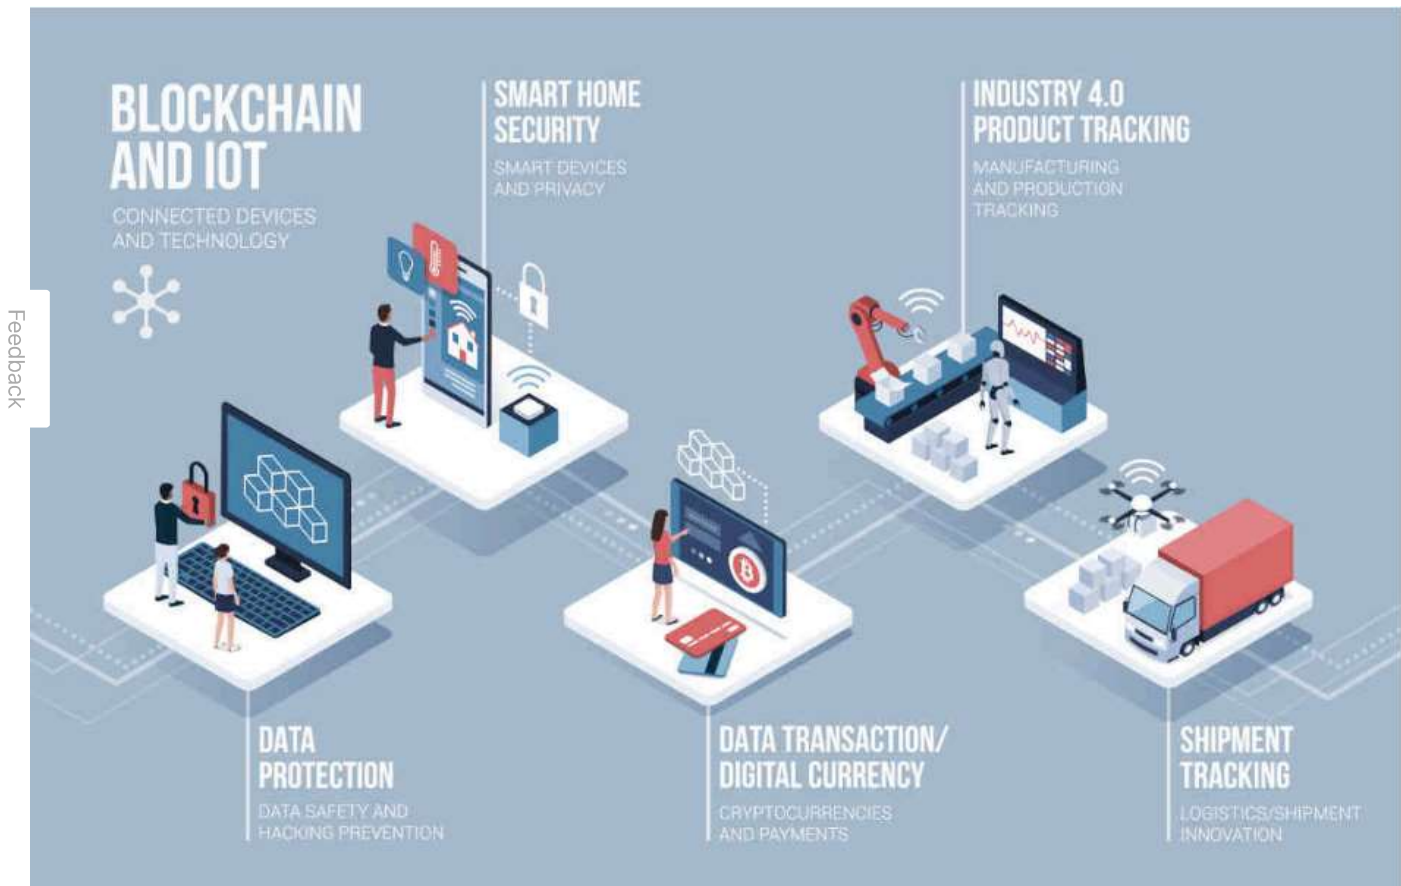 BLOCKCHAIN
AND IOT
CONNECTED DEVICES
AND TECHNOLOGY
SMART HOME
SECURITY
SMART DEVICES
AND PRIVACY
INDUSTRY 4.0
PRODUCT TRACKING
MANUFACTURING
AND PRODUCTION
TRACKING
Feedback
DATA
PROTECTION
DATA SAFETY AND
HACKING PREVENTION
DATA TRANSACTION/
DIGITAL CURRENCY
CRYPTOCURRENCIES
AND PAYMENTS
SHIPMENT
TRACKING
LOGISTICS/SHIPMENT
INNOVATION